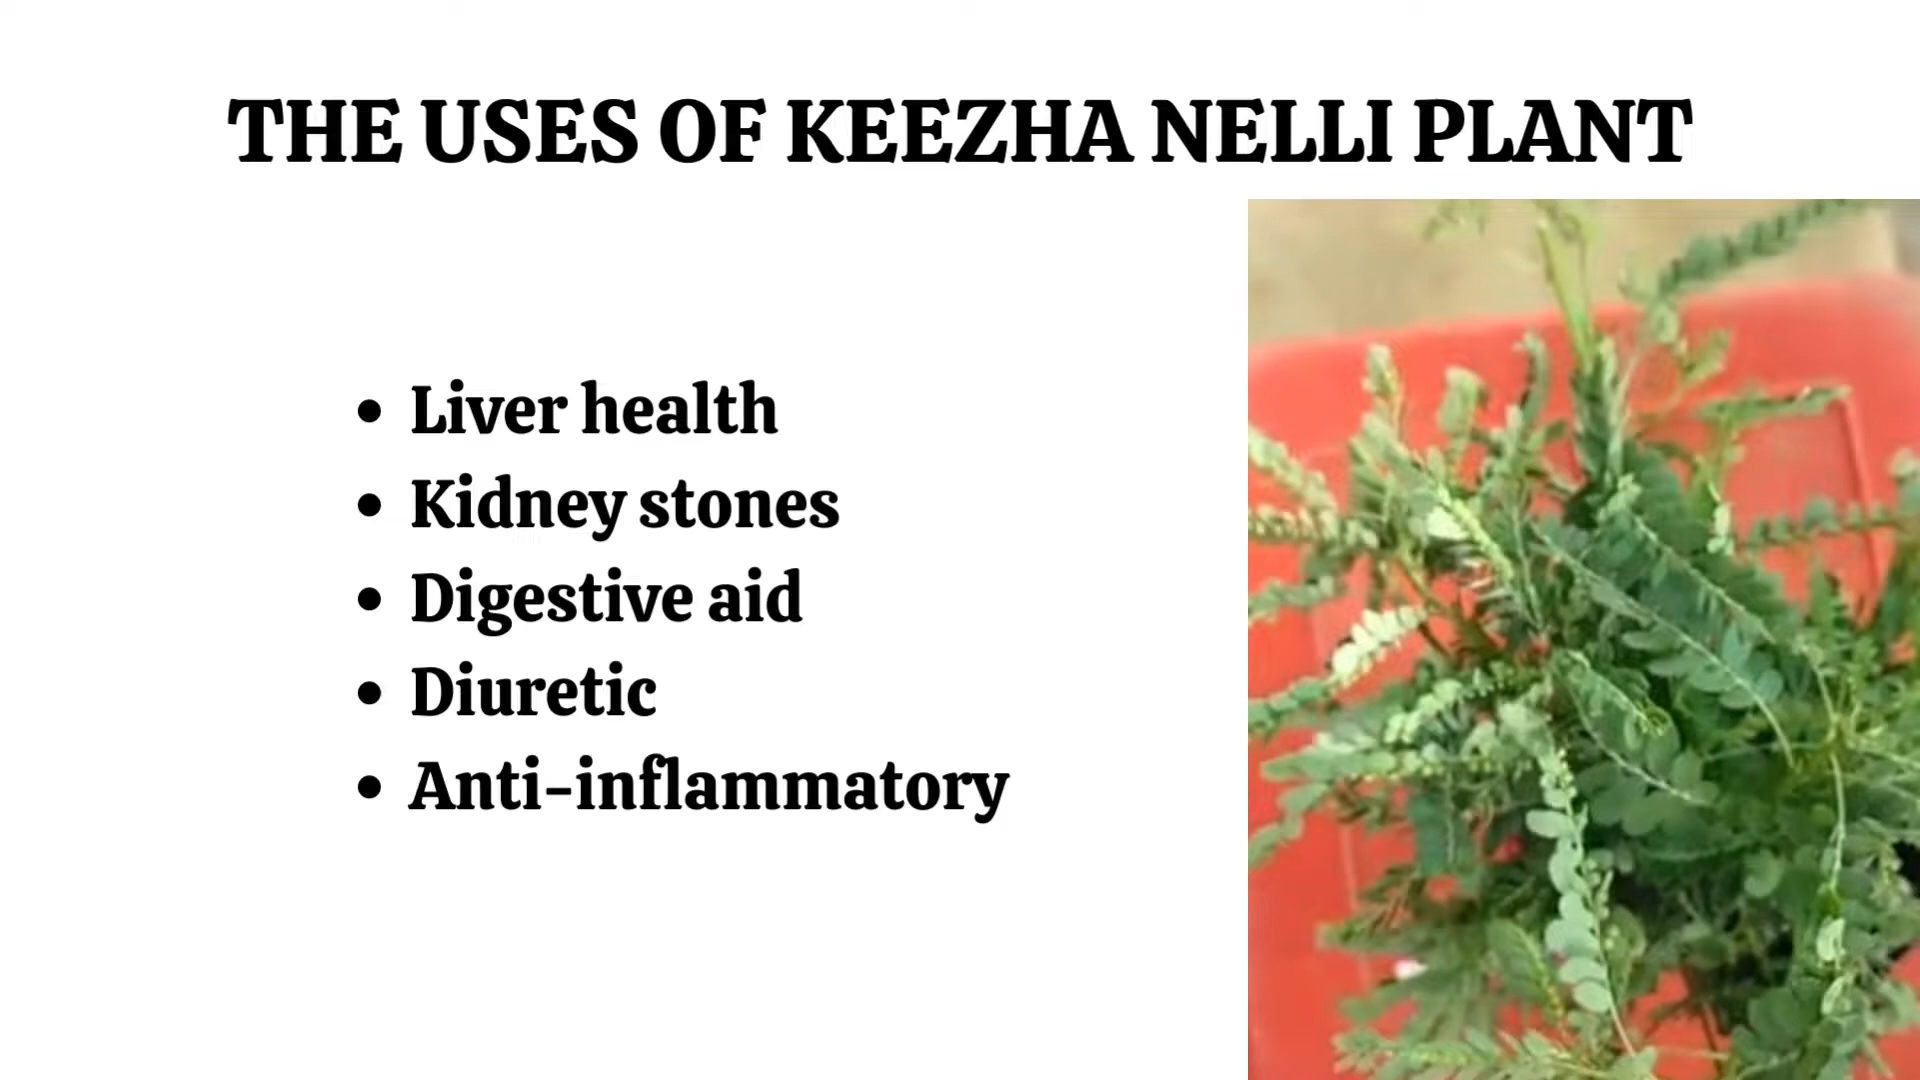 THE USES OF KEEZHA NELLI PLANT
• Liver health
• Kidney stones
• Digestive aid
• Diuretic
• Anti-inflammatory